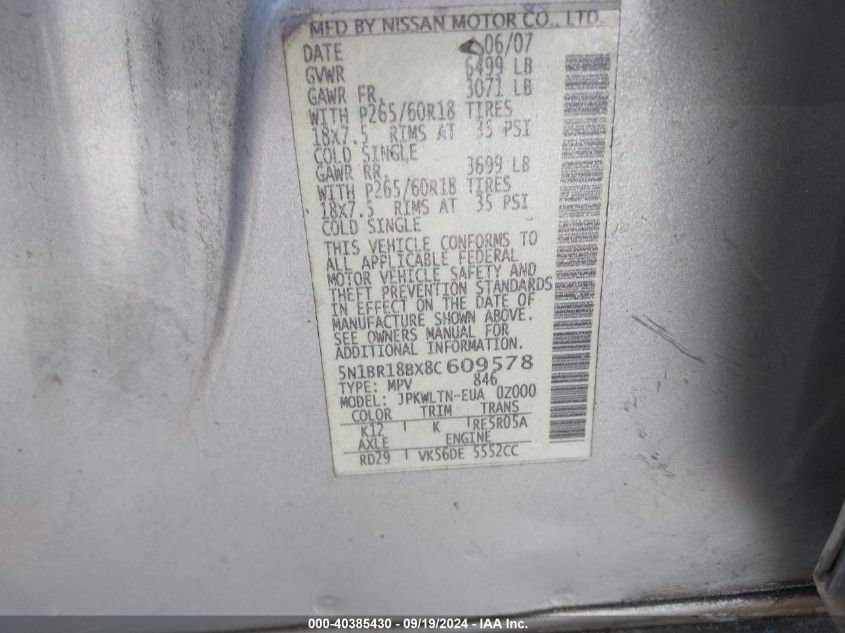 MFD BY NISSAN MOTOR CO., LTD.
DATE 06/07
GVWR 6499 LB
GAWR FR. 3071 LB
WITH P265/60R18 TIRES
18X7.5 RIMS AT 35 PSI
COLD SINGLE
GAWR RR. 3699 LB
WITH P265/60R18 TIRES
18X7.5 RIMS AT 35 PSI
COLD SINGLE
THIS VEHICLE CONFORMS TO
ALL APPLICABLE FEDERAL
MOTOR VEHICLE SAFETY AND
THEFT PREVENTION STANDARDS
IN EFFECT ON THE DATE OF
MANUFACTURE SHOWN ABOVE.
SEE OWNERS MANUAL FOR
ADDITIONAL INFORMATION.
5N1BR18BX8C 609578
TYPE: MPV 846
MODEL: JPKWLTN-EUA 0Z000
COLOR TRIM TRANS
K12 K RE5R05A
AXLE ENGINE
RD29 VK56DE 5552CC
000-40385430 - 09/19/2024 - IAA Inc.